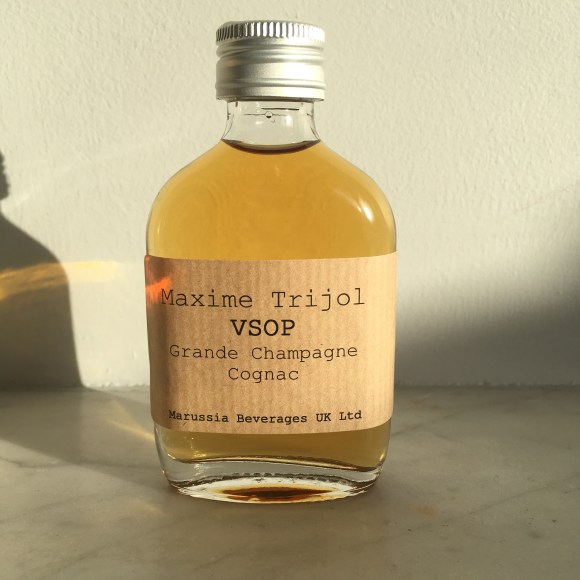 Maxime Trijol
VSOP
Grande Champagne
Cognac
Marussia Beverages UK Ltd